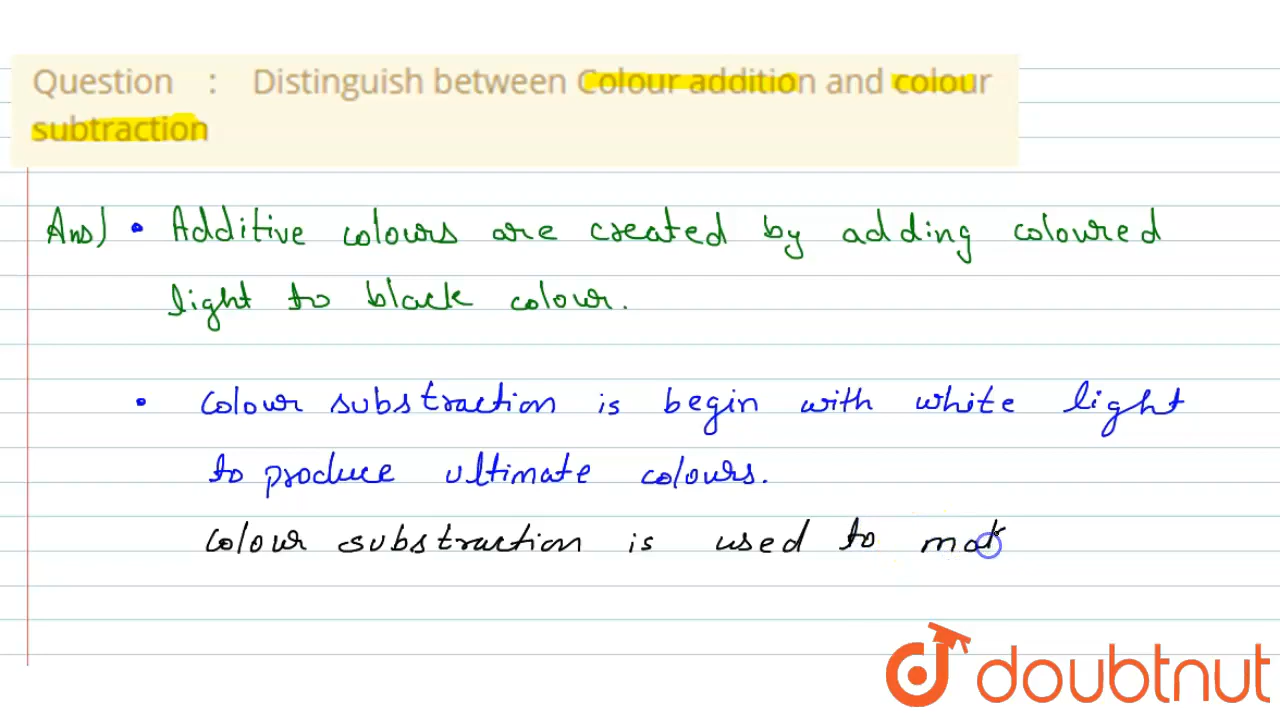 Question : Distinguish between Colour addition and colour
subtraction
Ans) • Additive colours are created by adding coloured
light to black colour.
• Colour substraction is begin with white light
to produce ultimate colours.
Colour substraction is used to mak
doubtnut